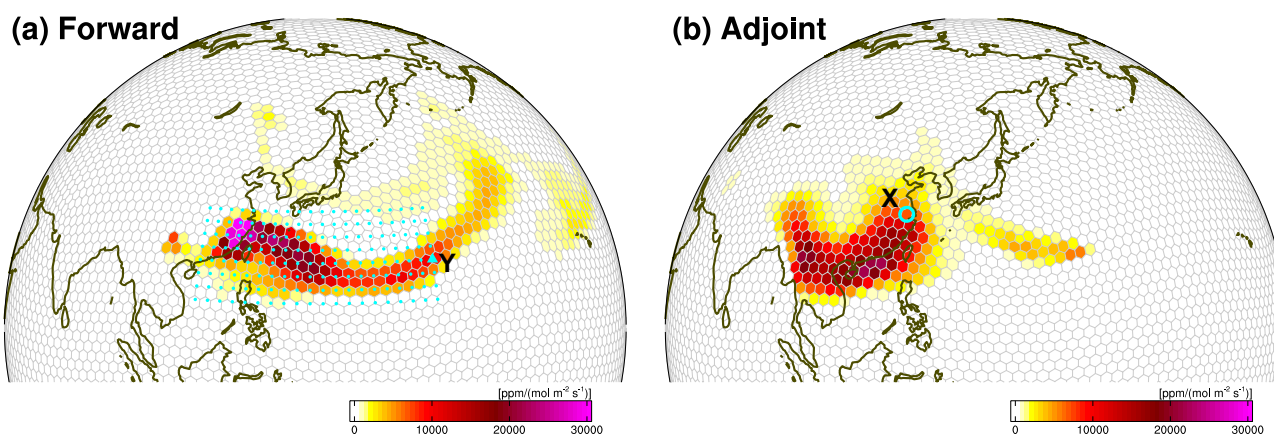 (a) Forward
(b) Adjoint
X
Y
[ppm/(mol m⁻² s⁻¹)]
0 10000 20000 30000
[ppm/(mol m⁻² s⁻¹)]
0 10000 20000 30000